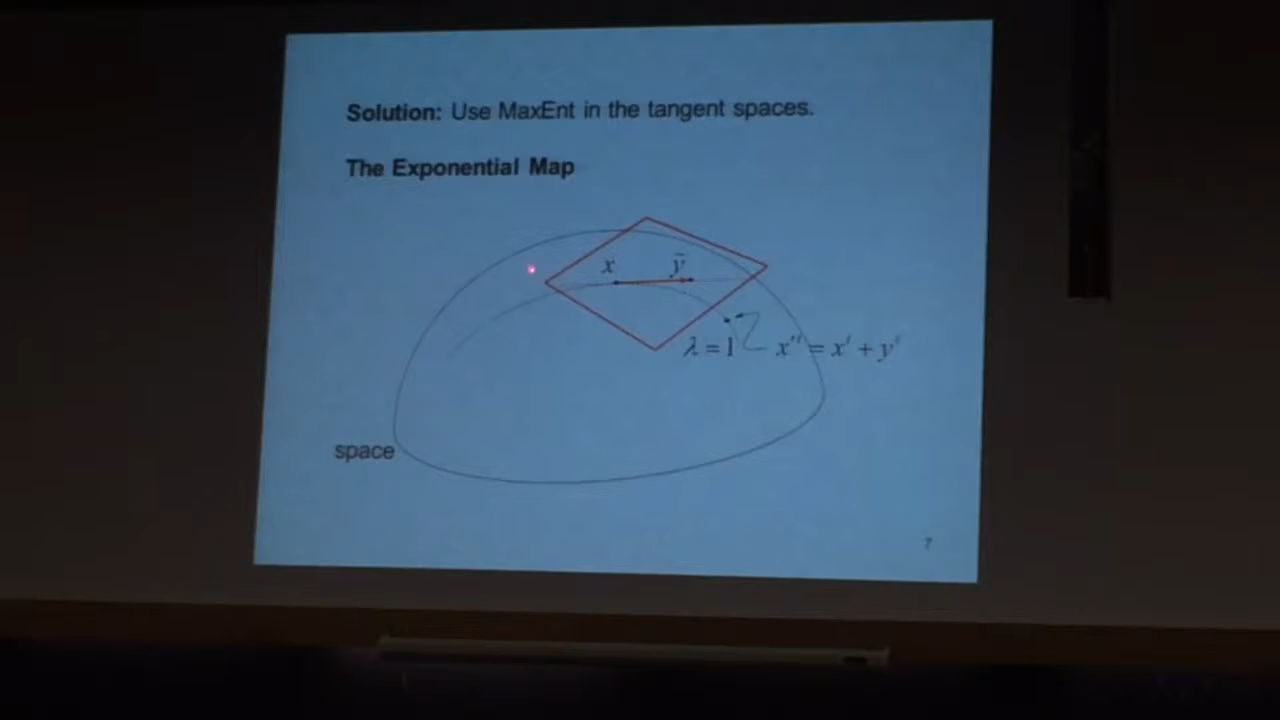 Solution: Use MaxEnt in the tangent spaces.
The Exponential Map
x ȳ
λ = 1 x'' = x' + y'
space
7